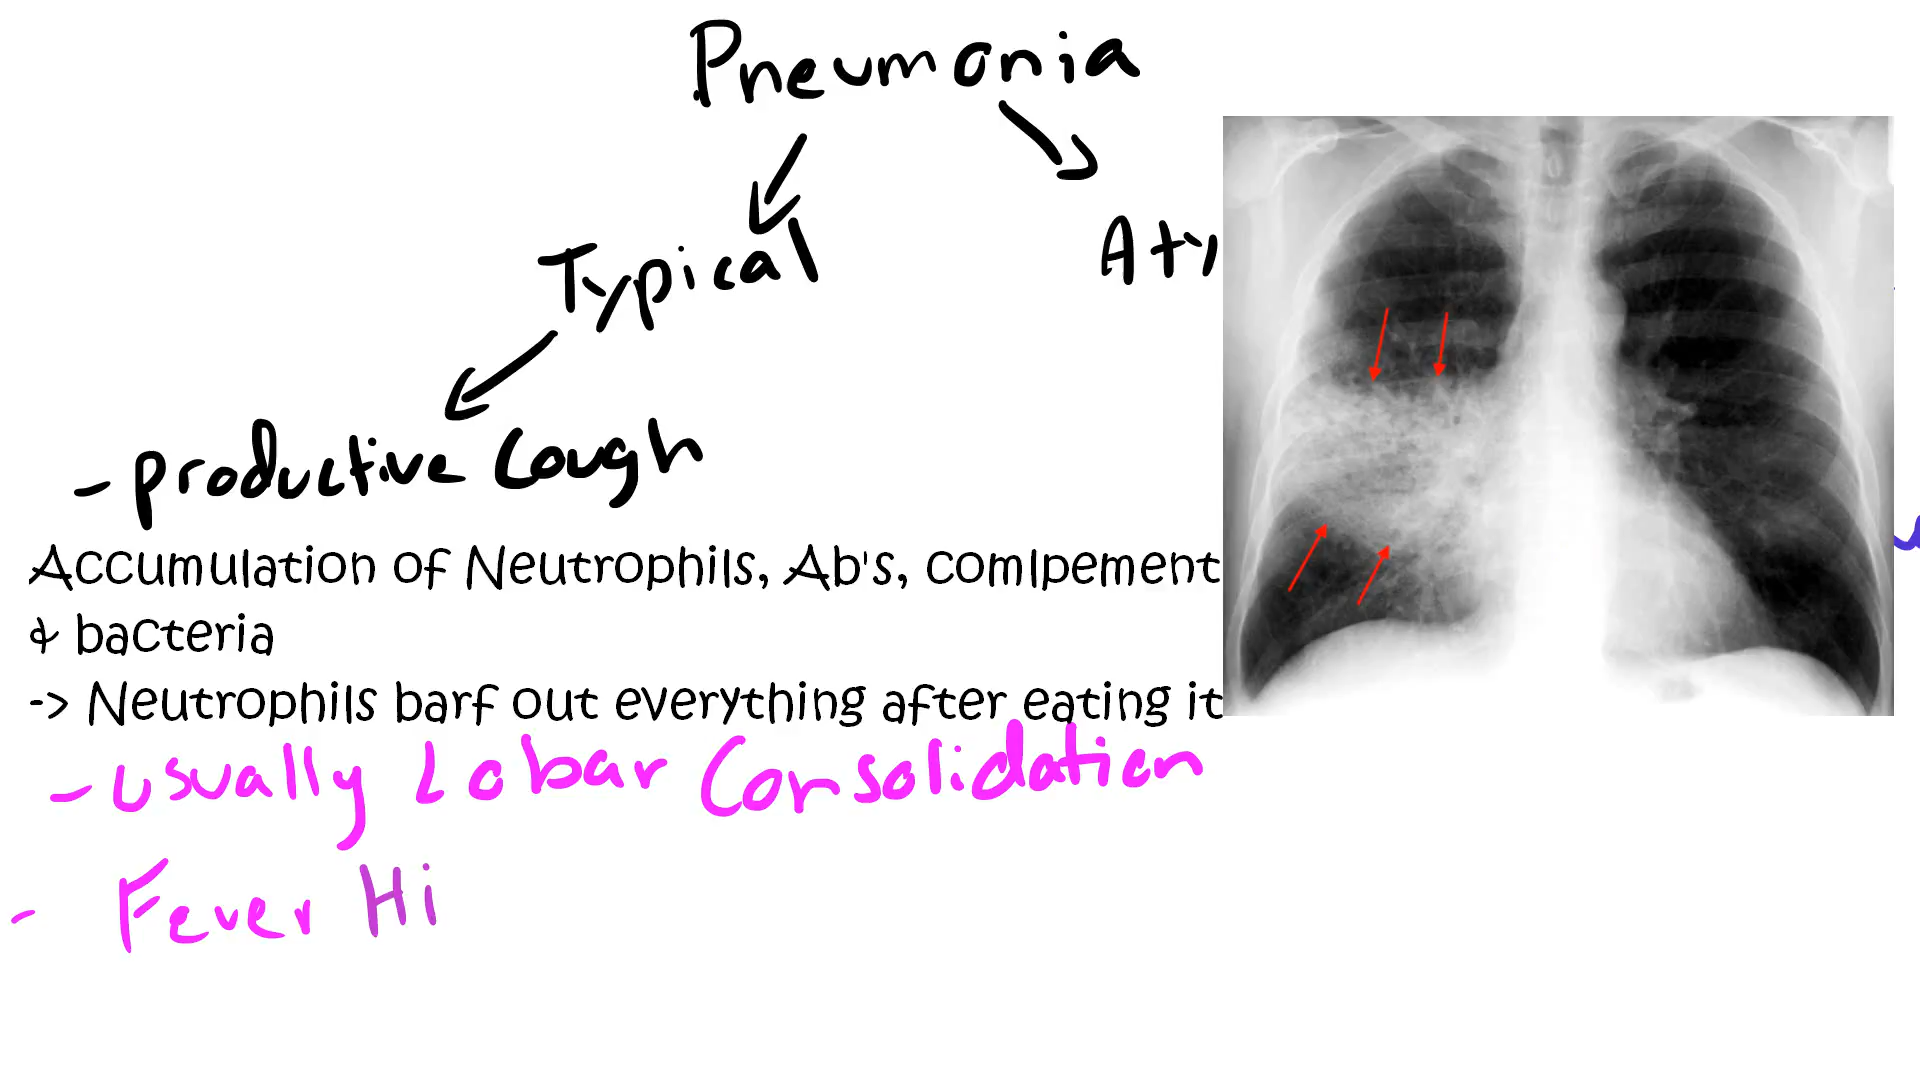 Pneumonia
Typical
Aty
- productive Cough
Accumulation of Neutrophils, Ab's, comlpement
& bacteria
-> Neutrophils barf out everything after eating it
- usually Lobar Consolidation
- Fever Hi